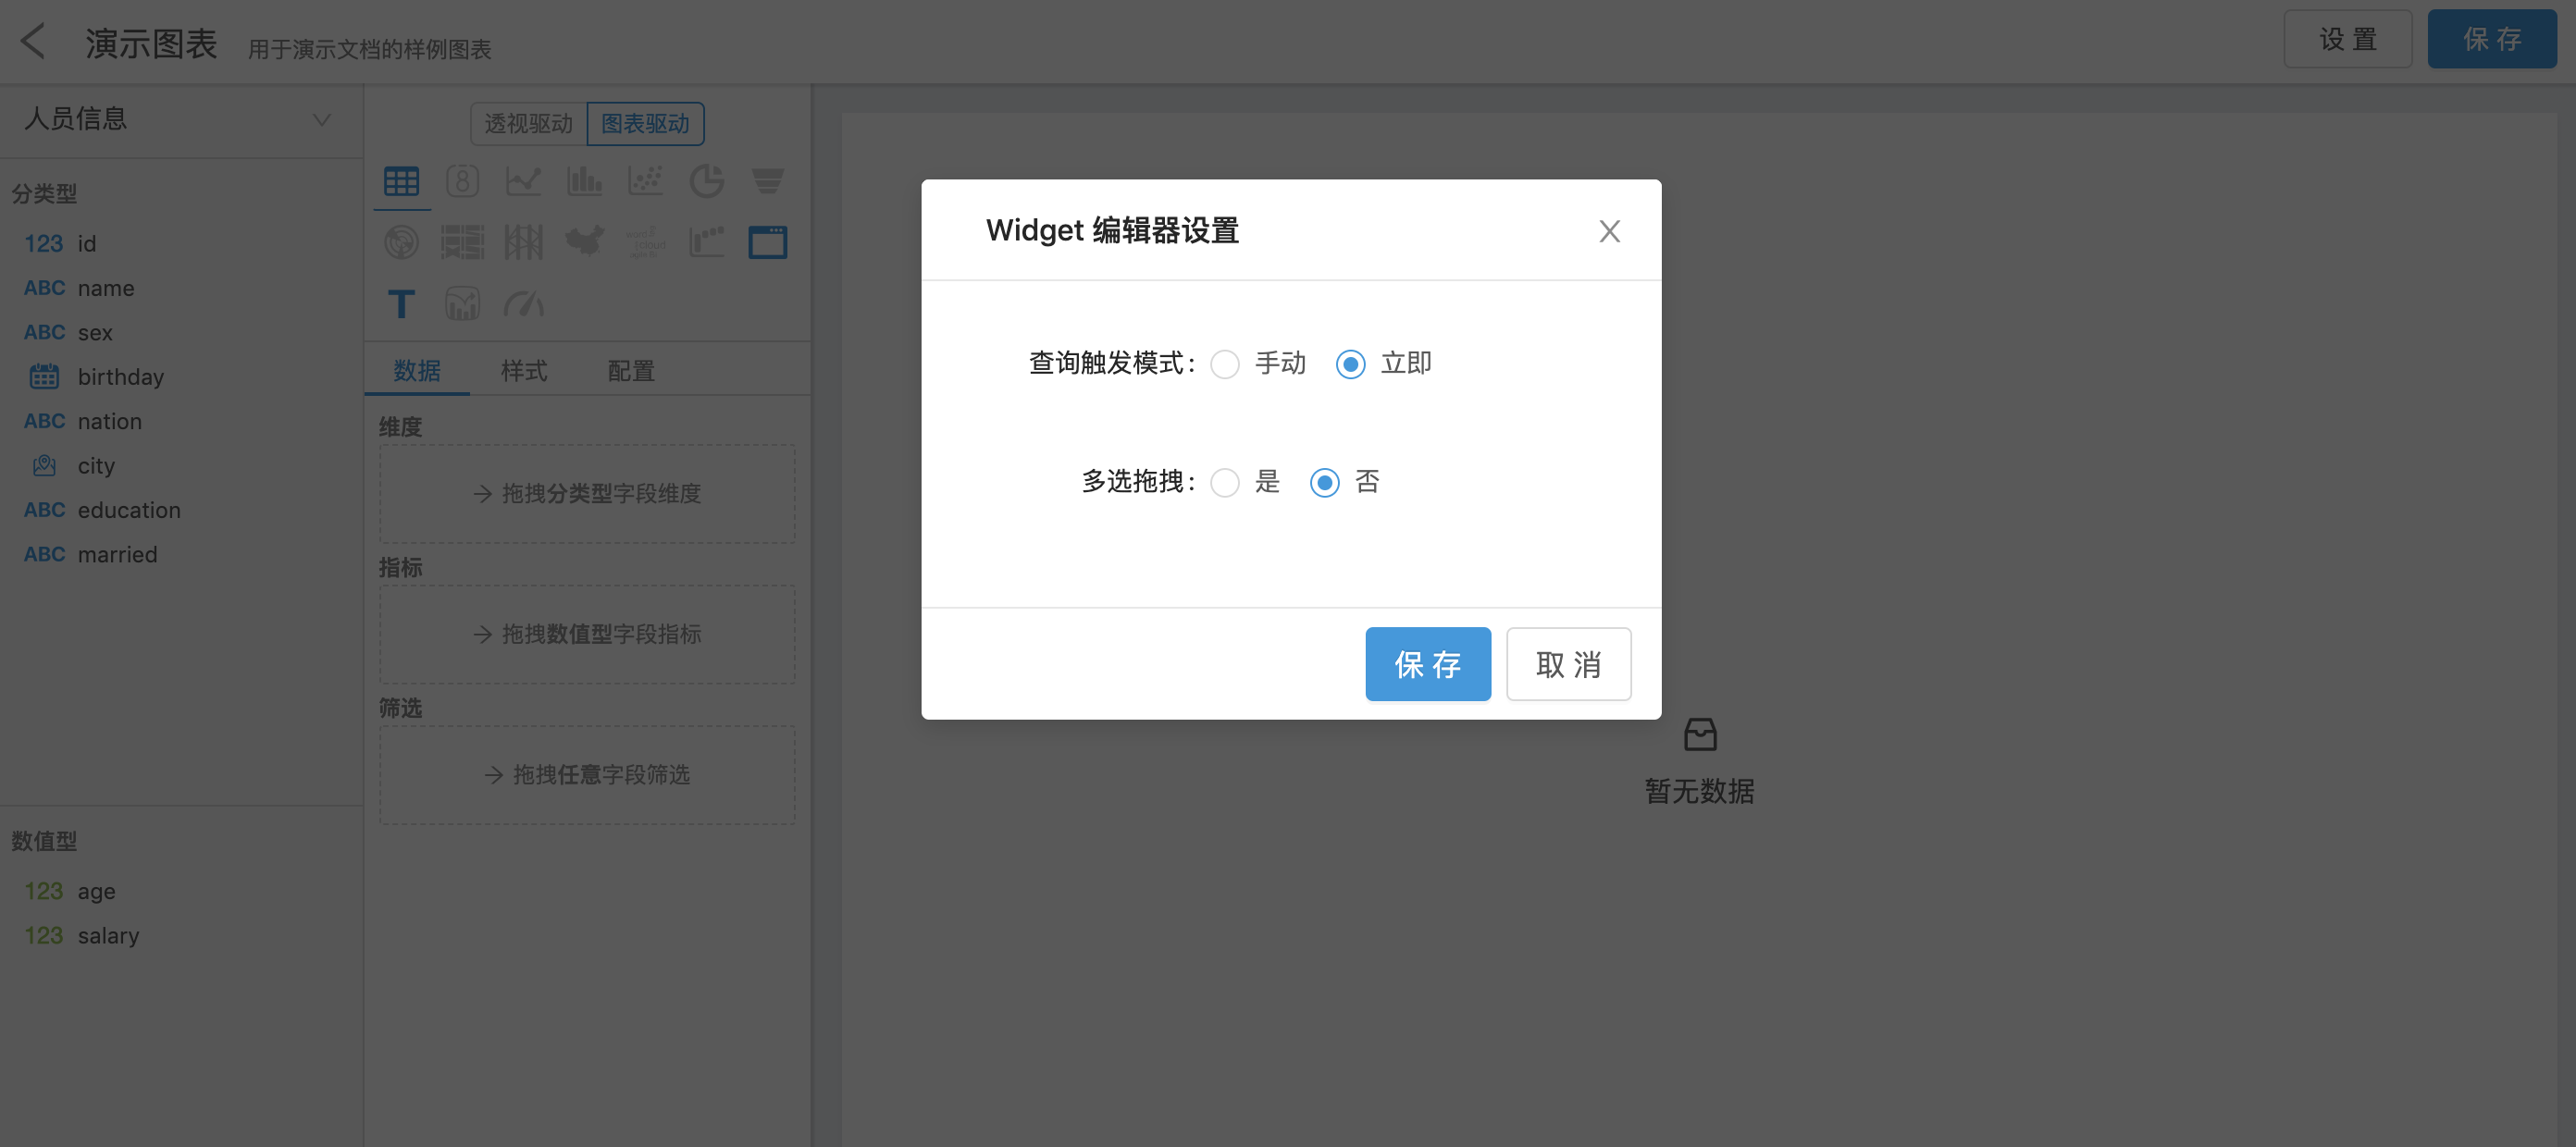 演示图表 用于演示文档的样例图表
设 置 保 存
人员信息
分类型
123 id
ABC name
ABC sex
birthday
ABC nation
city
ABC education
ABC married
数值型
123 age
123 salary
透视驱动 图表驱动
8
T
数据 样式 配置
维度
→ 拖拽分类型字段维度
指标
→ 拖拽数值型字段指标
筛选
→ 拖拽任意字段筛选
Widget 编辑器设置
查询触发模式: 手动 立即
多选拖拽: 是 否
保 存 取 消
暂无数据